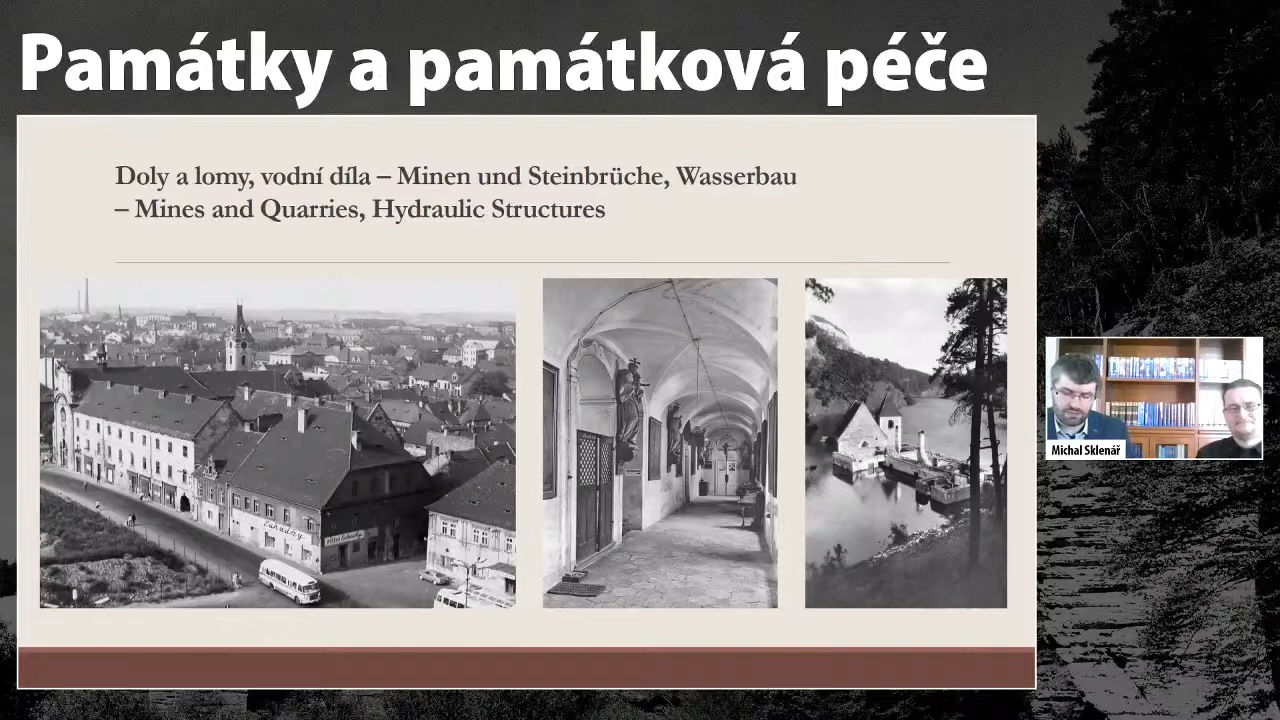 Památky a památková péče
Doly a lomy, vodní díla – Minen und Steinbrüche, Wasserbau
– Mines and Quarries, Hydraulic Structures
Michal Sklenář